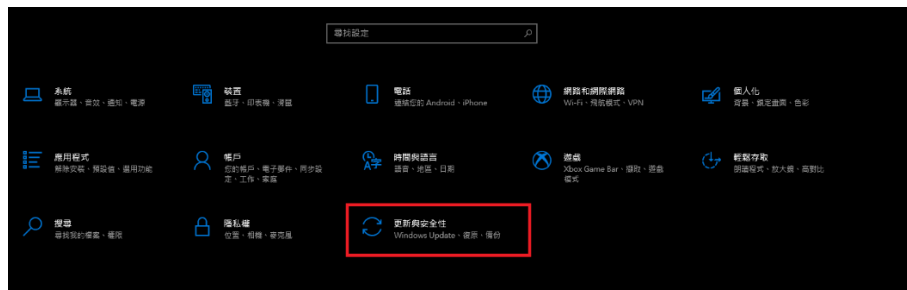 尋找設定
系統
顯示器、音效、通知、電源
裝置
藍牙、印表機、滑鼠
電話
連結您的 Android、iPhone
網路和網際網路
Wi-Fi、飛航模式、VPN
個人化
背景、鎖定畫面、色彩
應用程式
解除安裝、預設值、選用功能
帳戶
您的帳戶、電子郵件、同步設
定、工作、家庭
時間與語言
語音、地區、日期
遊戲
Xbox Game Bar、擷取、遊戲
模式
輕鬆存取
朗讀程式、放大鏡、高對比
搜尋
尋找我的檔案、權限
隱私權
位置、相機、麥克風
更新與安全性
Windows Update、復原、備份